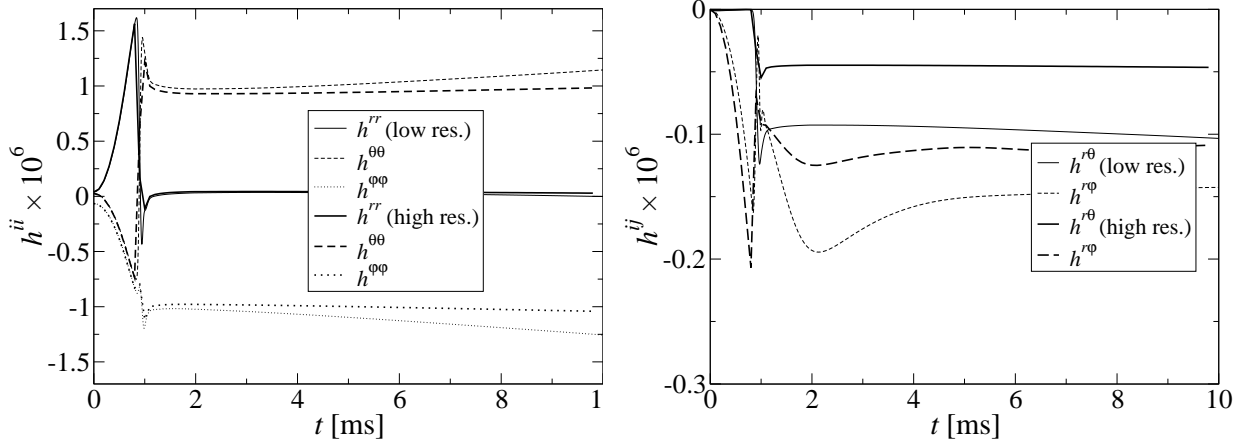 1.5
1
0.5
0
-0.5
-1
-1.5
h^{ii} × 10^6
0 2 4 6 8 1
t [ms]
h^{rr} (low res.)
h^{θθ}
h^{φφ}
h^{rr} (high res.)
h^{θθ}
h^{φφ}
0
-0.1
-0.2
-0.3
h^{ij} × 10^6
0 2 4 6 8 10
t [ms]
h^{rθ} (low res.)
h^{rφ}
h^{rθ} (high res.)
h^{rφ}